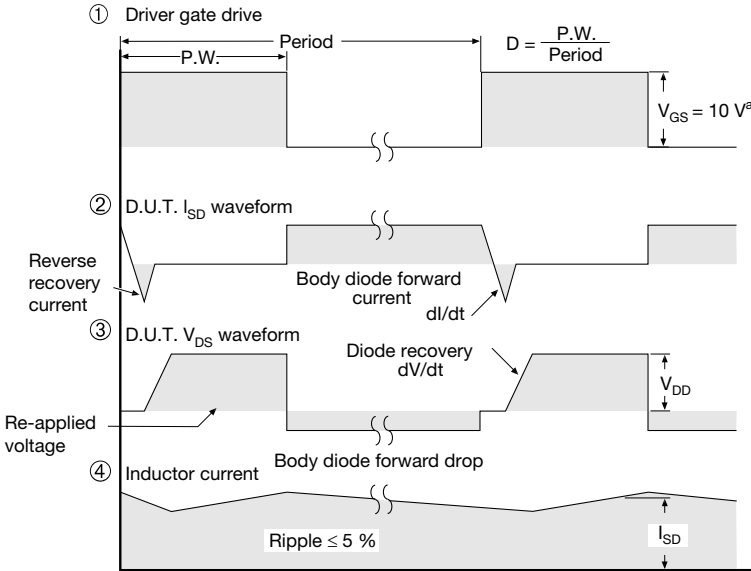 ① Driver gate drive
Period
P.W.
D = P.W. / Period
V_GS = 10 V^a
② D.U.T. I_SD waveform
Reverse
recovery
current
Body diode forward
current
dI/dt
③ D.U.T. V_DS waveform
Diode recovery
dV/dt
V_DD
Re-applied
voltage
Body diode forward drop
④ Inductor current
Ripple ≤ 5 %
I_SD